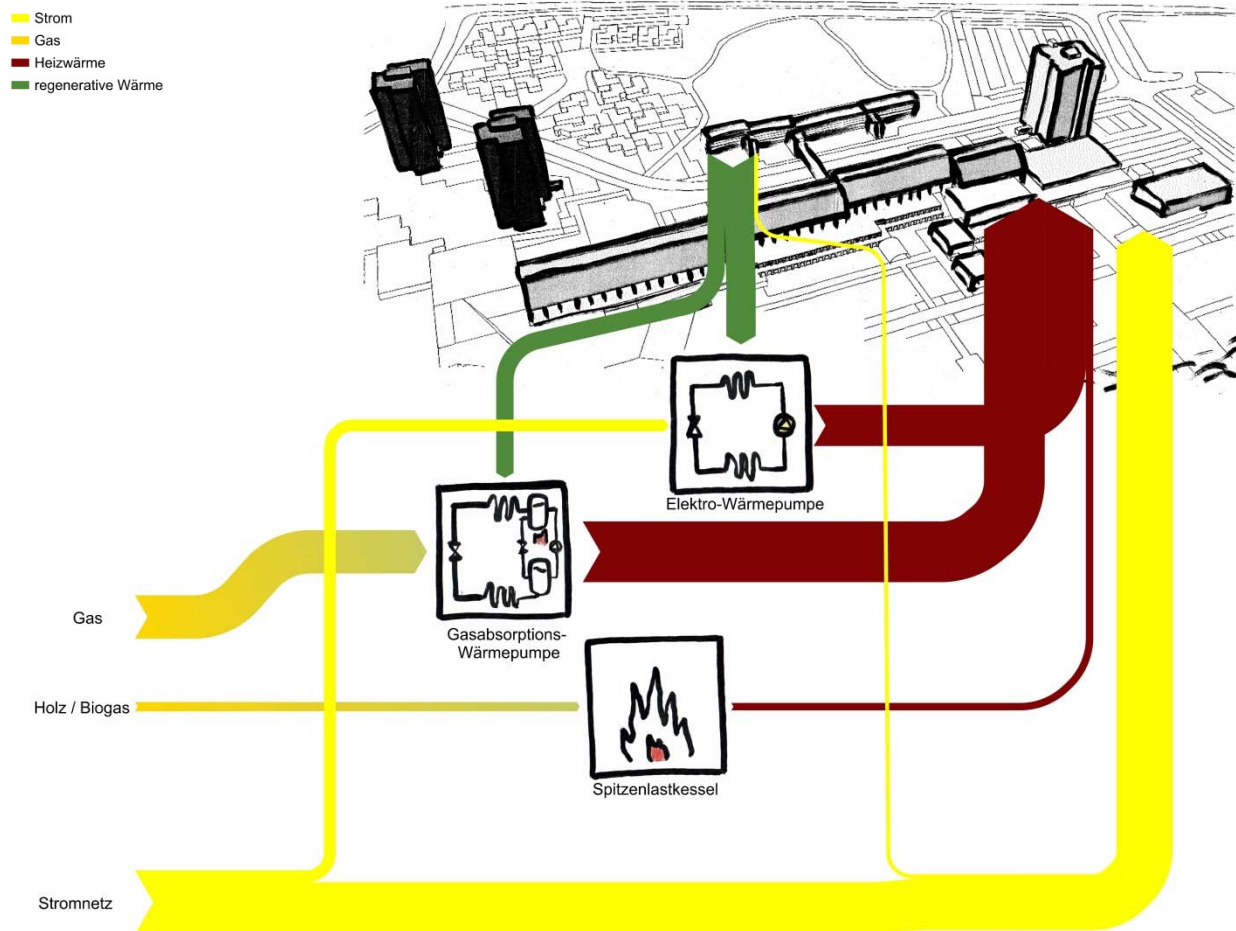 Strom
Gas
Heizwärme
regenerative Wärme
Elektro-Wärmepumpe
Gas
Gasabsorptions-
Wärmepumpe
Holz / Biogas
Spitzenlastkessel
Stromnetz